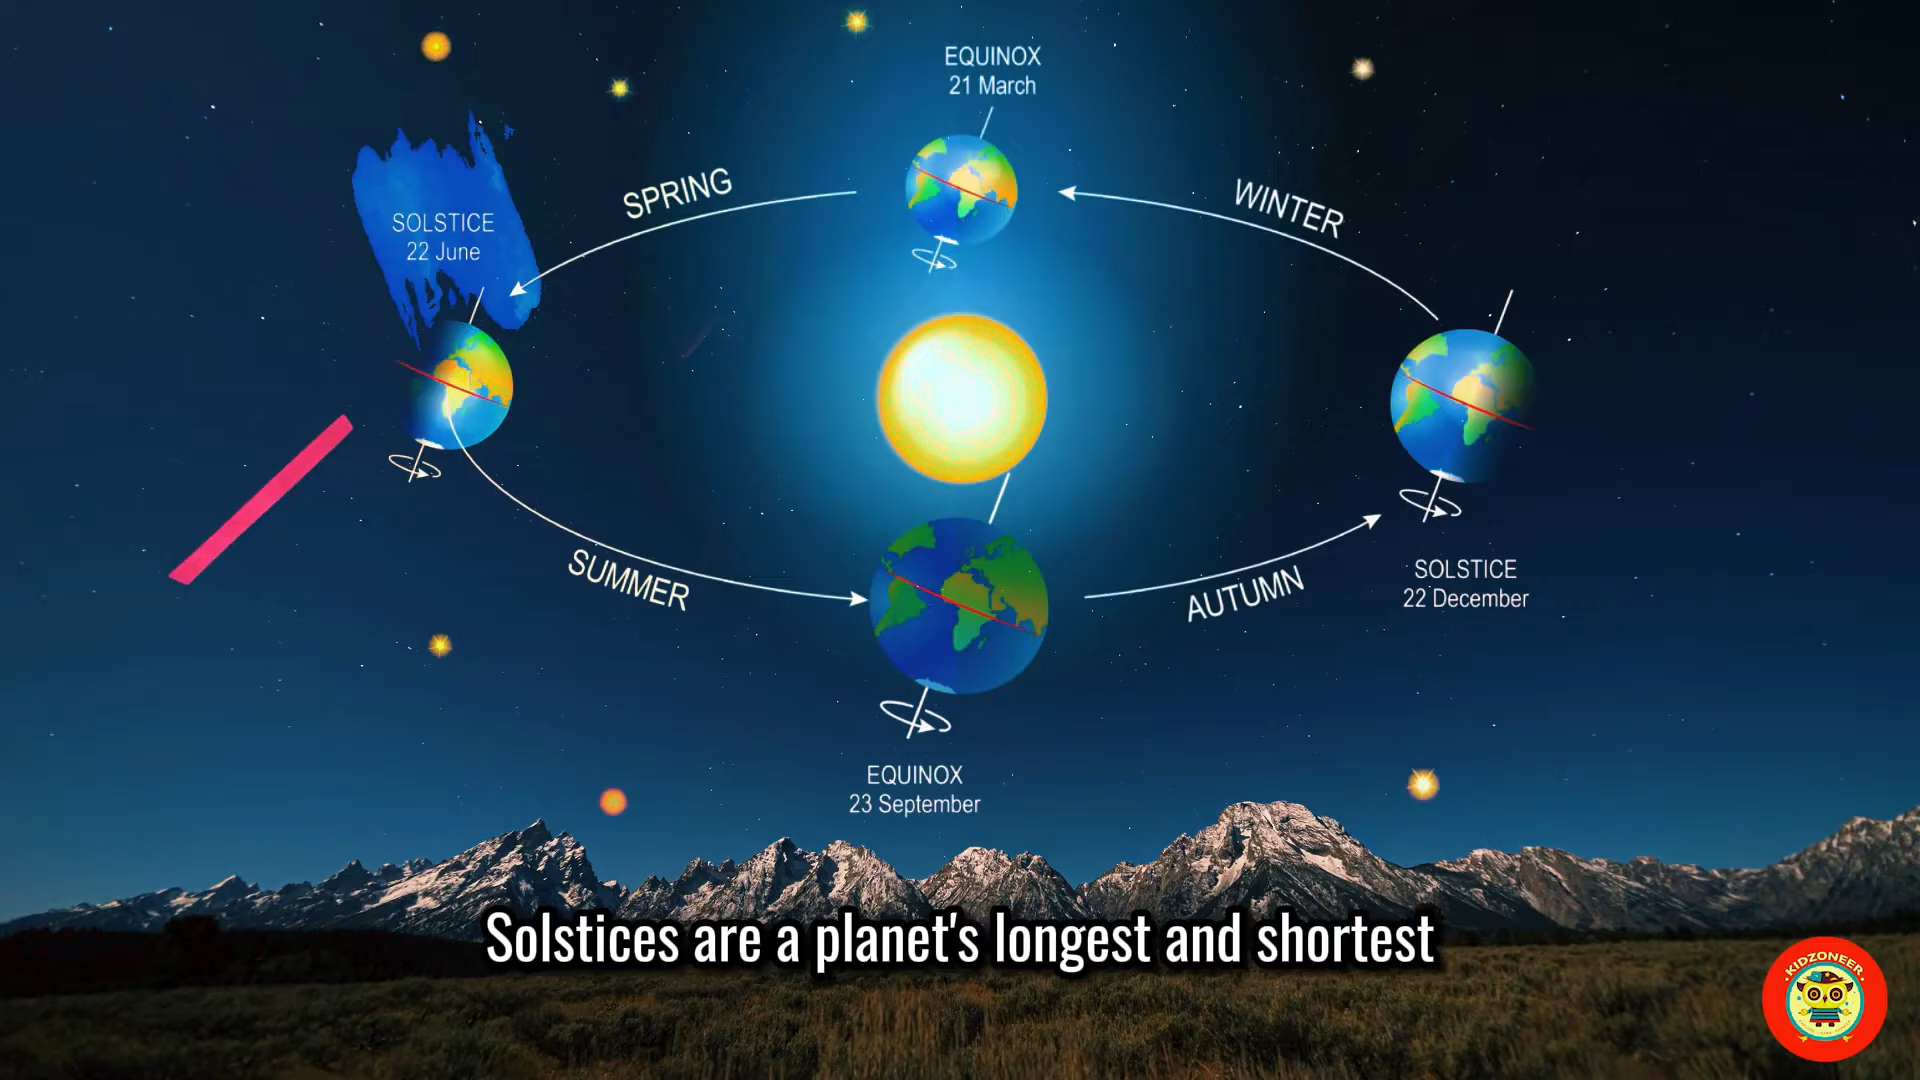 EQUINOX
21 March
SPRING
WINTER
SOLSTICE
22 June
SUMMER
AUTUMN
SOLSTICE
22 December
EQUINOX
23 September
Solstices are a planet's longest and shortest
KIDZONEER